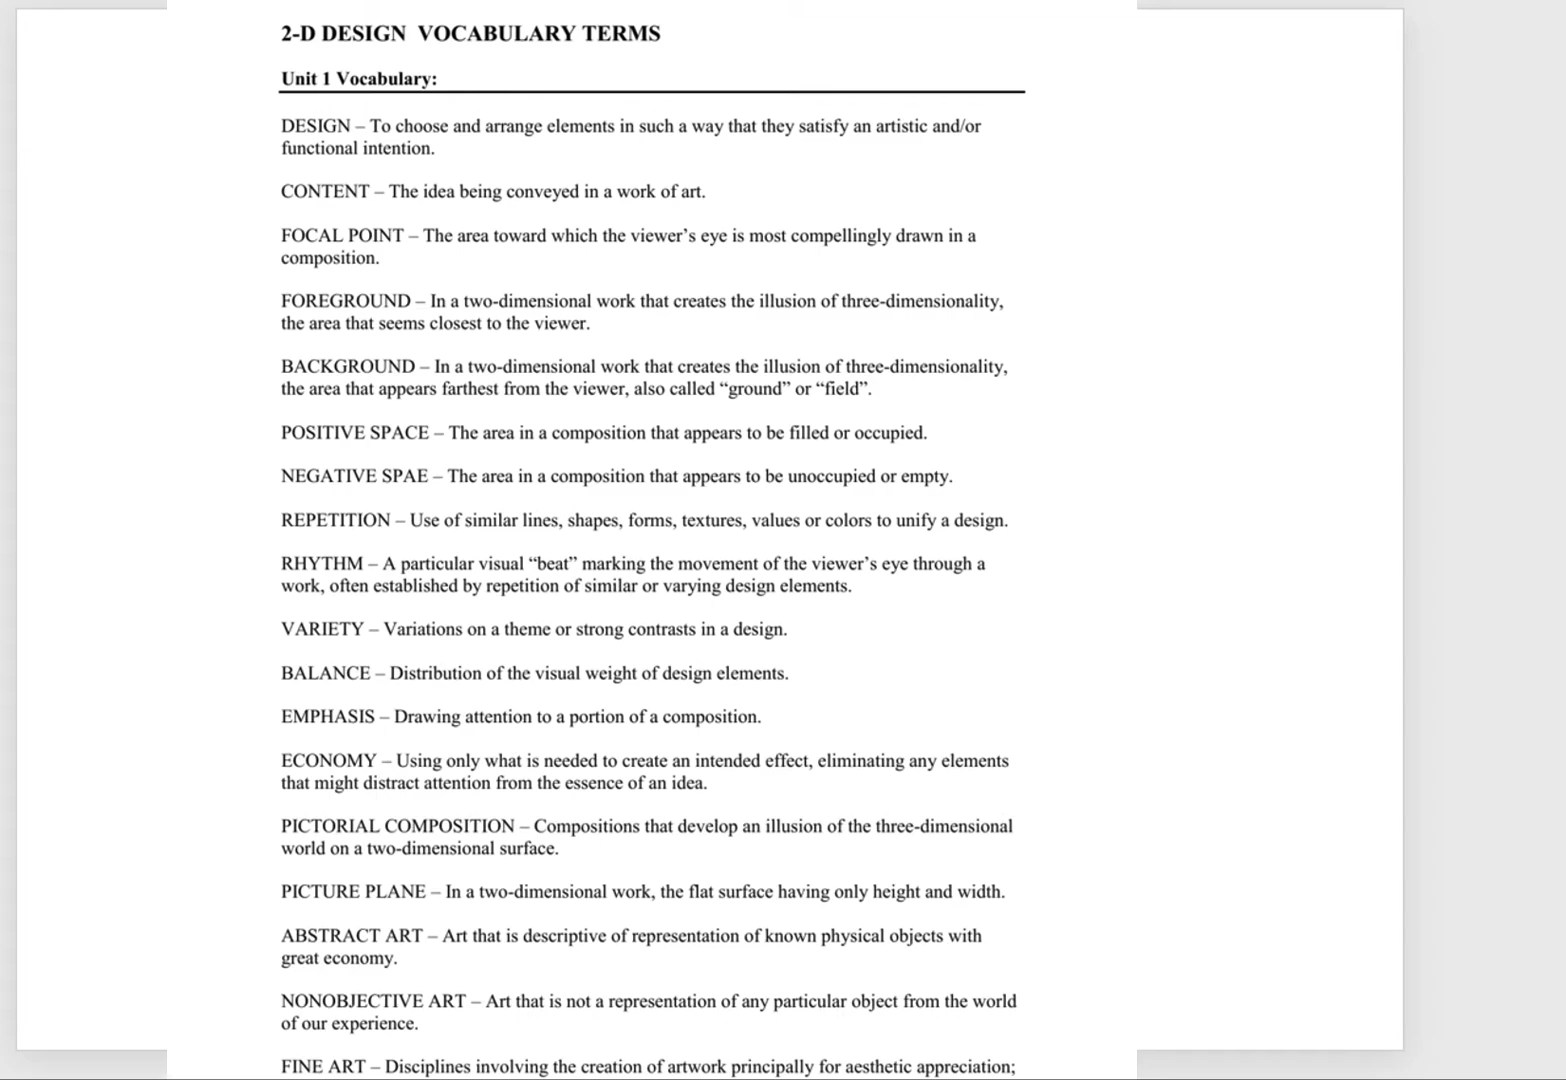 2-D DESIGN  VOCABULARY TERMS
Unit 1 Vocabulary:
DESIGN – To choose and arrange elements in such a way that they satisfy an artistic and/or
functional intention.
CONTENT – The idea being conveyed in a work of art.
FOCAL POINT – The area toward which the viewer’s eye is most compellingly drawn in a
composition.
FOREGROUND – In a two-dimensional work that creates the illusion of three-dimensionality,
the area that seems closest to the viewer.
BACKGROUND – In a two-dimensional work that creates the illusion of three-dimensionality,
the area that appears farthest from the viewer, also called “ground” or “field”.
POSITIVE SPACE – The area in a composition that appears to be filled or occupied.
NEGATIVE SPAE – The area in a composition that appears to be unoccupied or empty.
REPETITION – Use of similar lines, shapes, forms, textures, values or colors to unify a design.
RHYTHM – A particular visual “beat” marking the movement of the viewer’s eye through a
work, often established by repetition of similar or varying design elements.
VARIETY – Variations on a theme or strong contrasts in a design.
BALANCE – Distribution of the visual weight of design elements.
EMPHASIS – Drawing attention to a portion of a composition.
ECONOMY – Using only what is needed to create an intended effect, eliminating any elements
that might distract attention from the essence of an idea.
PICTORIAL COMPOSITION – Compositions that develop an illusion of the three-dimensional
world on a two-dimensional surface.
PICTURE PLANE – In a two-dimensional work, the flat surface having only height and width.
ABSTRACT ART – Art that is descriptive of representation of known physical objects with
great economy.
NONOBJECTIVE ART – Art that is not a representation of any particular object from the world
of our experience.
FINE ART – Disciplines involving the creation of artwork principally for aesthetic appreciation;